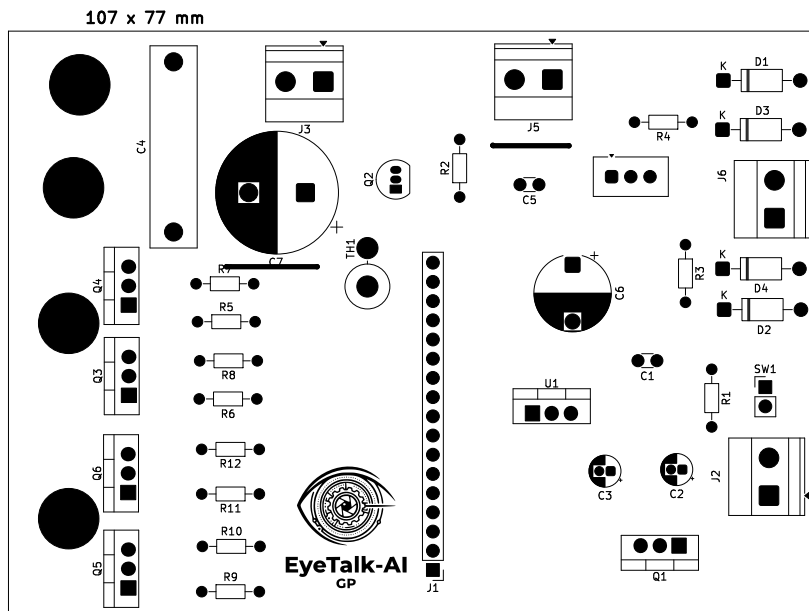 107 x 77 mm
K
D1
C4
J3
J5
K
D3
R4
R2
Q2
C5
J6
TH1
C7
R7
K
D4
R3
Q4
C6
R5
K
D2
R8
C1
SW1
Q3
U1
R1
R6
R12
Q6
J2
R11
C3
C2
R10
EyeTalk-AI
GP
Q5
R9
J1
Q1